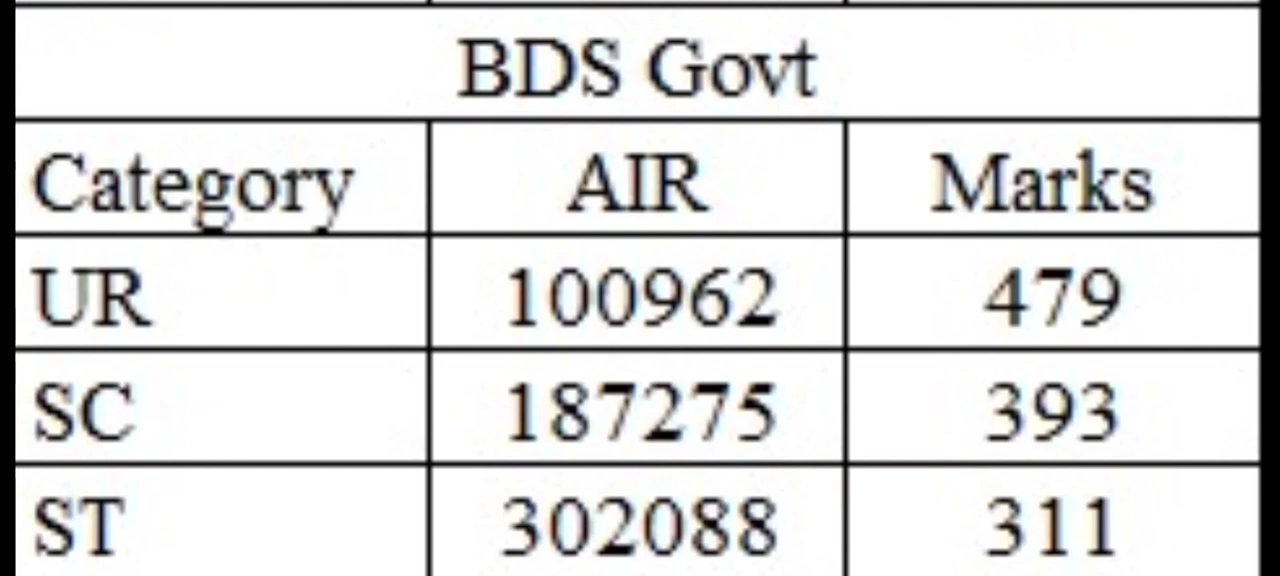 BDS Govt
Category AIR Marks
UR 100962 479
SC 187275 393
ST 302088 311